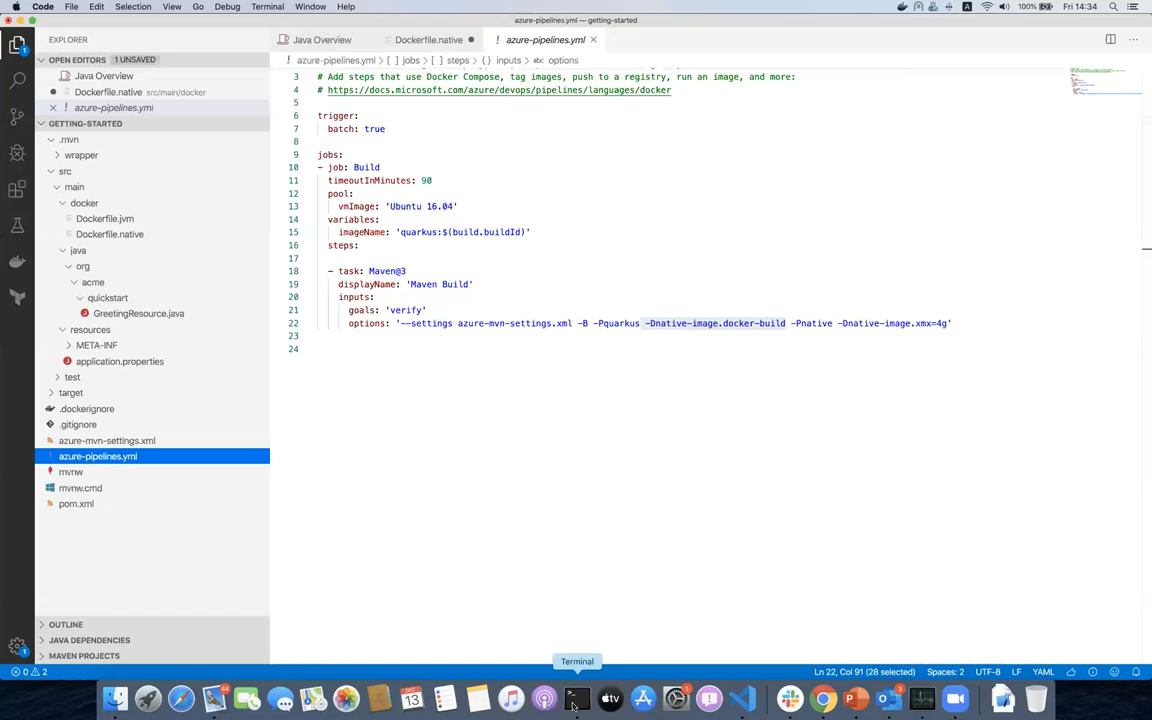 Code File Edit Selection View Go Debug Terminal Window Help
A 100% Fri 14:34
azure-pipelines.yml — getting-started
EXPLORER
Java Overview
Dockerfile.native
azure-pipelines.yml
OPEN EDITORS 1 UNSAVED
azure-pipelines.yml > [ ] jobs > [ ] steps > { } inputs > abc options
Java Overview
Dockerfile.native src/main/docker
! azure-pipelines.yml
GETTING-STARTED
.mvn
wrapper
src
main
docker
Dockerfile.jvm
Dockerfile.native
java
org
acme
quickstart
GreetingResource.java
resources
META-INF
application.properties
test
target
.dockerignore
.gitignore
azure-mvn-settings.xml
azure-pipelines.yml
mvnw
mvnw.cmd
pom.xml
OUTLINE
JAVA DEPENDENCIES
MAVEN PROJECTS
3 # Add steps that use Docker Compose, tag images, push to a registry, run an image, and more:
4 # https://docs.microsoft.com/azure/devops/pipelines/languages/docker
5
6 trigger:
7 batch: true
8
9 jobs:
10 - job: Build
11 timeoutInMinutes: 90
12 pool:
13 vmImage: 'Ubuntu 16.04'
14 variables:
15 imageName: 'quarkus:$(build.buildId)'
16 steps:
17
18 - task: Maven@3
19 displayName: 'Maven Build'
20 inputs:
21 goals: 'verify'
22 options: '--settings azure-mvn-settings.xml -B -Pquarkus -Dnative-image.docker-build -Pnative -Dnative-image.xmx=4g'
23
24
Terminal
0 2
Ln 22, Col 91 (28 selected) Spaces: 2 UTF-8 LF YAML